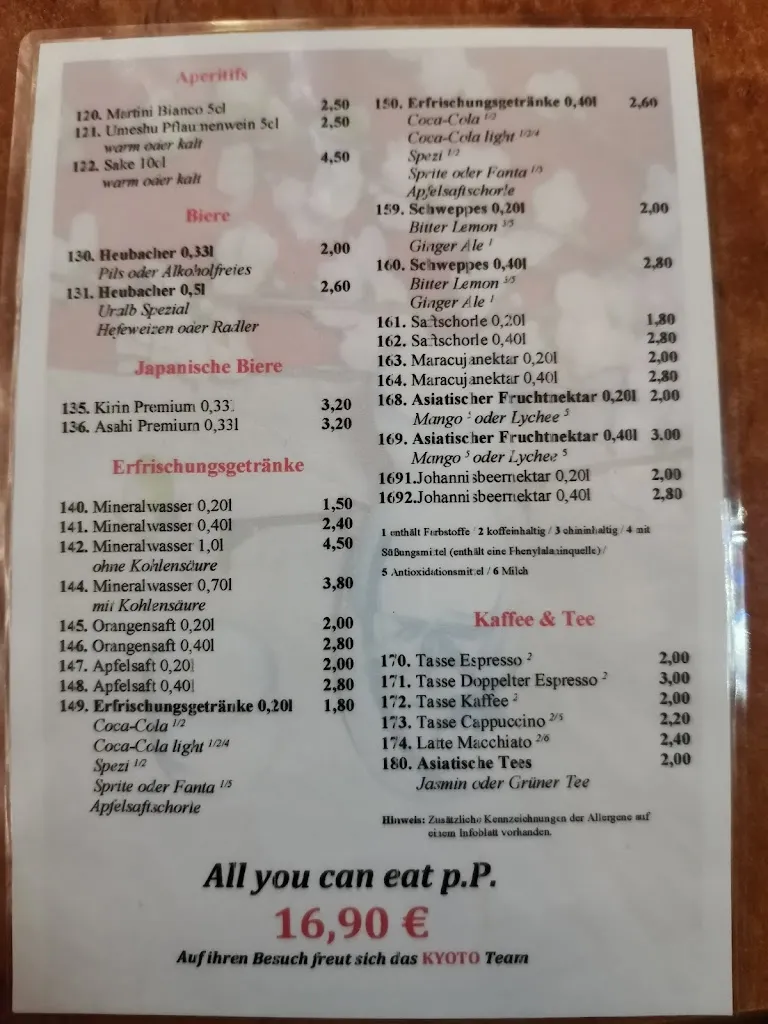 Aperitifs
120. Martini Bianco 5cl 2,50
121. Umeshu Pflaumenwein 5cl 2,50
warm oder kalt
122. Sake 10cl 4,50
warm oder kalt
Biere
130. Heubacher 0,33l 2,00
Pils oder Alkoholfreies
131. Heubacher 0,5l 2,60
Uralb Spezial
Hefeweizen oder Radler
Japanische Biere
135. Kirin Premium 0,33l 3,20
136. Asahi Premium 0,33l 3,20
Erfrischungsgetränke
140. Mineralwasser 0,20l 1,50
141. Mineralwasser 0,40l 2,40
142. Mineralwasser 1,0l 4,50
ohne Kohlensäure
144. Mineralwasser 0,70l 3,80
mit Kohlensäure
145. Orangensaft 0,20l 2,00
146. Orangensaft 0,40l 2,80
147. Apfelsaft 0,20l 2,00
148. Apfelsaft 0,40l 2,80
149. Erfrischungsgetränke 0,20l 1,80
Coca-Cola 1/2
Coca-Cola light 1/2/4
Spezi 1/2
Sprite oder Fanta 1/5
Apfelsaftschorle
150. Erfrischungsgetränke 0,40l 2,60
Coca-Cola 1/2
Coca-Cola light 1/2/4
Spezi 1/2
Sprite oder Fanta 1/5
Apfelsaftschorle
159. Schweppes 0,20l 2,00
Bitter Lemon 3/5
Ginger Ale 1
160. Schweppes 0,40l 2,80
Bitter Lemon 3/5
Ginger Ale 1
161. Saftschorle 0,20l 1,80
162. Saftschorle 0,40l 2,80
163. Maracujanektar 0,20l 2,00
164. Maracujanektar 0,40l 2,80
168. Asiatischer Fruchtnektar 0,20l 2,00
Mango 5 oder Lychee 5
169. Asiatischer Fruchtnektar 0,40l 3,00
Mango 5 oder Lychee 5
1691.Johannisbeernektar 0,20l 2,00
1692.Johannisbeernektar 0,40l 2,80
1 enthält Farbstoffe / 2 koffeinhaltig / 3 chininhaltig / 4 mit
Süßungsmittel (enthält eine Phenylalaninquelle) /
5 Antioxidationsmittel / 6 Milch
Kaffee & Tee
170. Tasse Espresso 2 2,00
171. Tasse Doppelter Espresso 2 3,00
172. Tasse Kaffee 2 2,00
173. Tasse Cappuccino 2/5 2,20
174. Latte Macchiato 2/6 2,40
180. Asiatische Tees 2,00
Jasmin oder Grüner Tee
Hinweis: Zusätzliche Kennzeichnungen der Allergene auf
einem Infoblatt vorhanden.
All you can eat p.P.
16,90 €
Auf ihren Besuch freut sich das KYOTO Team